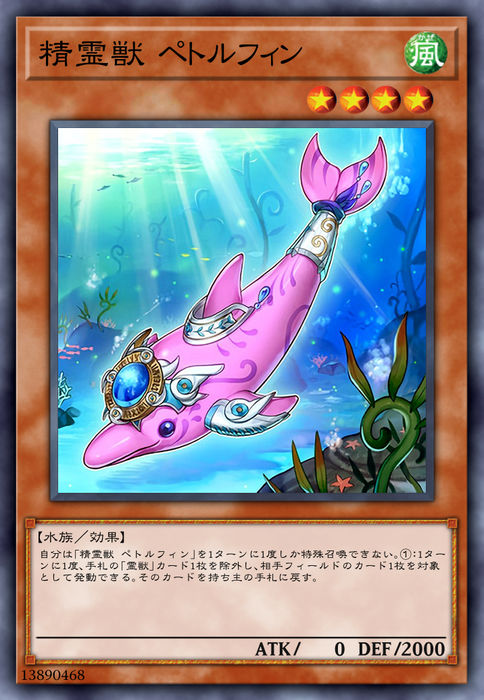 精霊獣 ペトルフィン
風
【水族／効果】
自分は「精霊獣 ペトルフィン」を1ターンに1度しか特殊召喚できない。①:1ター
ンに1度、手札の「霊獣」カード1枚を除外し、相手フィールドのカード1枚を対象
として発動できる。そのカードを持ち主の手札に戻す。
ATK/ 0 DEF/2000
13890468